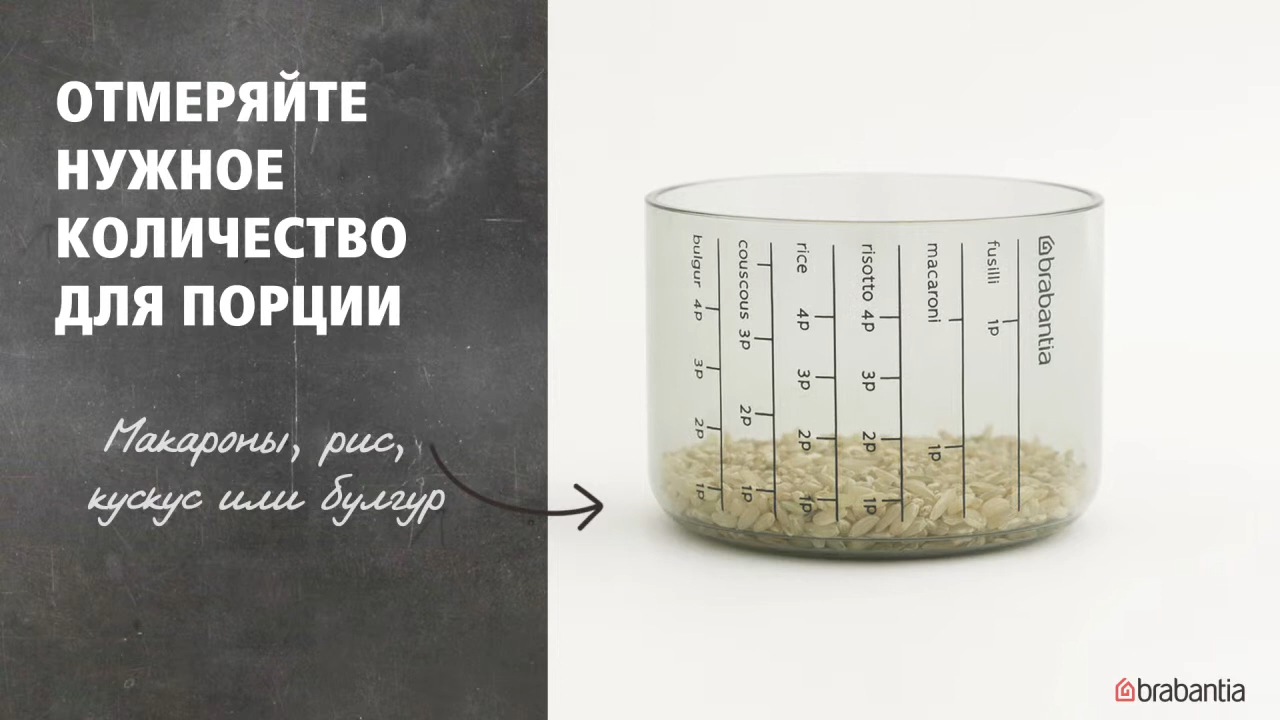 ОТМЕРЯЙТЕ
НУЖНОЕ
КОЛИЧЕСТВО
ДЛЯ ПОРЦИИ
Макароны, рис,
кускус или булгур
bulgur 4p 3p 2p 1p
couscous 3p 2p 1p
rice 4p 3p 2p 1p
risotto 4p 3p 2p 1p
macaroni 1p
fusilli 1p
brabantia
brabantia